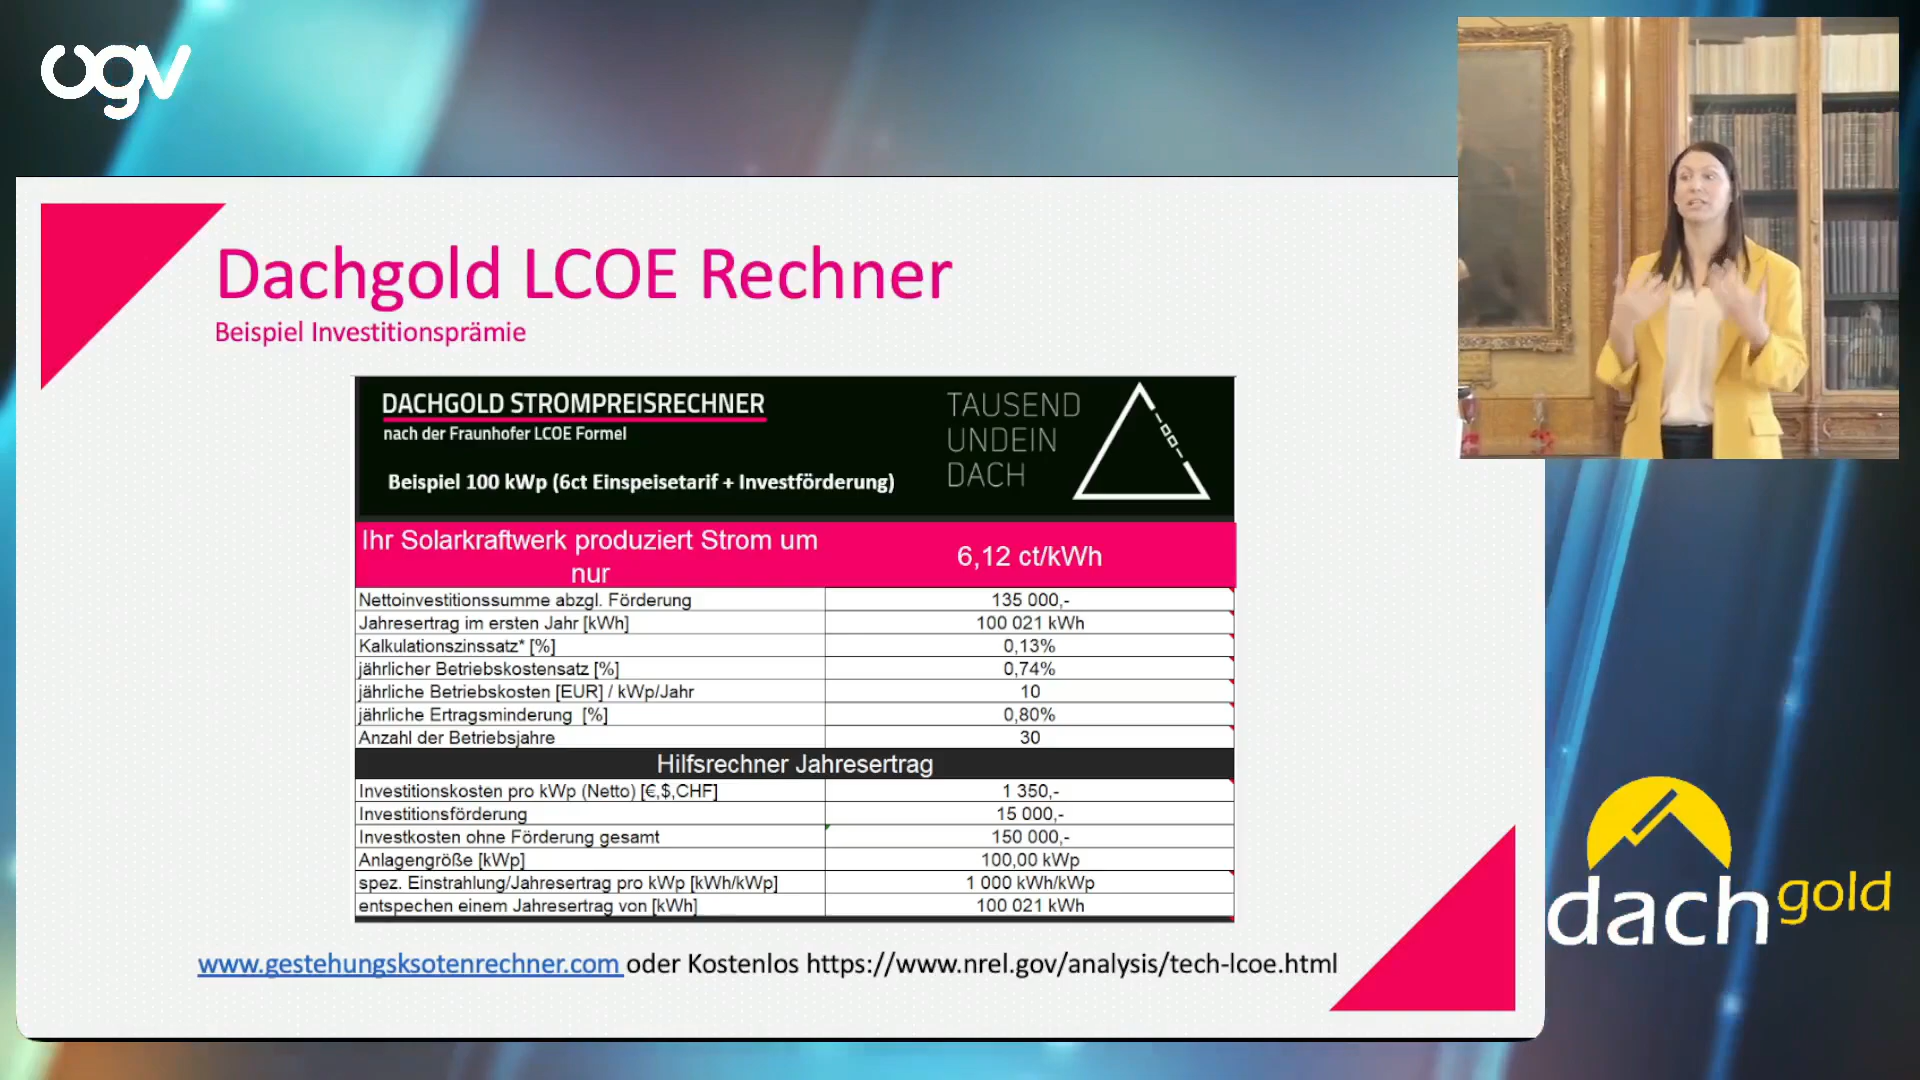 ögv
Dachgold LCOE Rechner
Beispiel Investitionsprämie
DACHGOLD STROMPREISRECHNER
nach der Fraunhofer LCOE Formel
Beispiel 100 kWp (6ct Einspeisetarif + Investförderung)
TAUSEND
UNDEIN
DACH
Ihr Solarkraftwerk produziert Strom um
nur
6,12 ct/kWh
Nettoinvestitionssumme abzgl. Förderung 135 000,-
Jahresertrag im ersten Jahr [kWh] 100 021 kWh
Kalkulationszinssatz* [%] 0,13%
jährlicher Betriebskostensatz [%] 0,74%
jährliche Betriebskosten [EUR] / kWp/Jahr 10
jährliche Ertragsminderung [%] 0,80%
Anzahl der Betriebsjahre 30
Hilfsrechner Jahresertrag
Investitionskosten pro kWp (Netto) [€,$,CHF] 1 350,-
Investitionsförderung 15 000,-
Investkosten ohne Förderung gesamt 150 000,-
Anlagengröße [kWp] 100,00 kWp
spez. Einstrahlung/Jahresertrag pro kWp [kWh/kWp] 1 000 kWh/kWp
entspechen einem Jahresertrag von [kWh] 100 021 kWh
www.gestehungsksotenrechner.com oder Kostenlos https://www.nrel.gov/analysis/tech-lcoe.html
dachgold